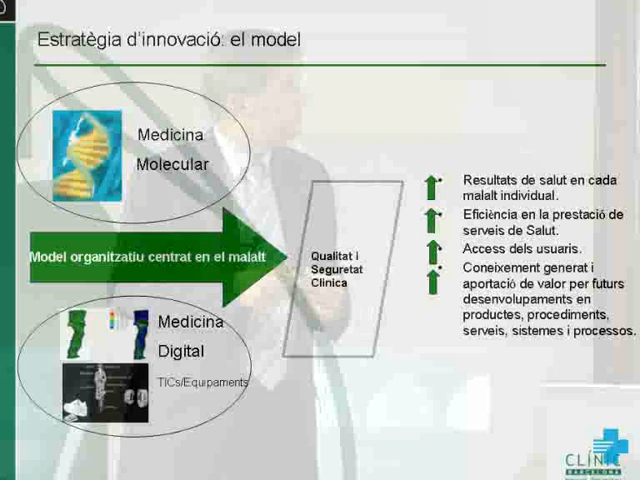 Estratègia d'innovació: el model
Medicina
Molecular
Model organitzatiu centrat en el malalt
Medicina
Digital
TICs/Equipaments
Qualitat i
Seguretat
Clínica
Resultats de salut en cada
malalt individual.
Eficiència en la prestació de
serveis de Salut.
Access dels usuaris.
Coneixement generat i
aportació de valor per futurs
desenvolupaments en
productes, procediments,
serveis, sistemes i processos.
CLÍNIC
BARCELONA